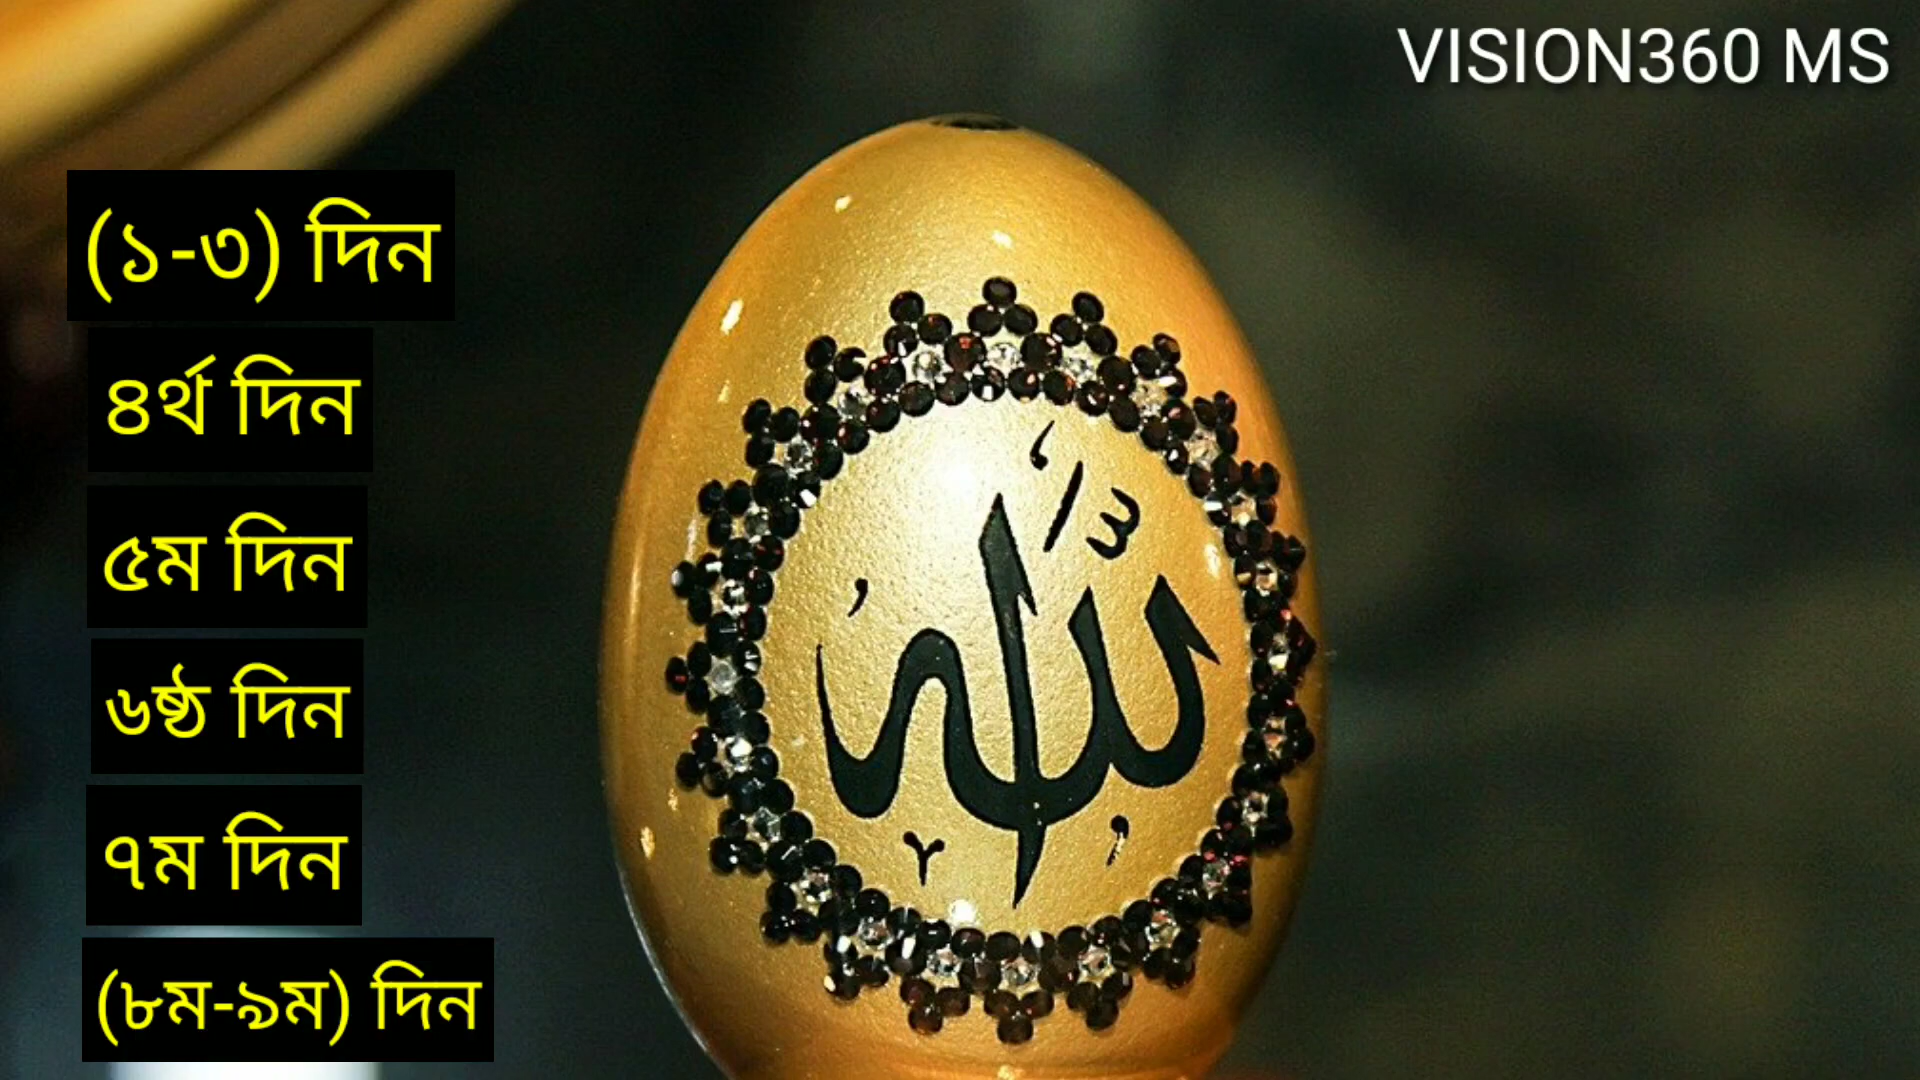 VISION360 MS
(১-৩) দিন
৪র্থ দিন
৫ম দিন
৬ষ্ঠ দিন
৭ম দিন
(৮ম-৯ম) দিন
الله